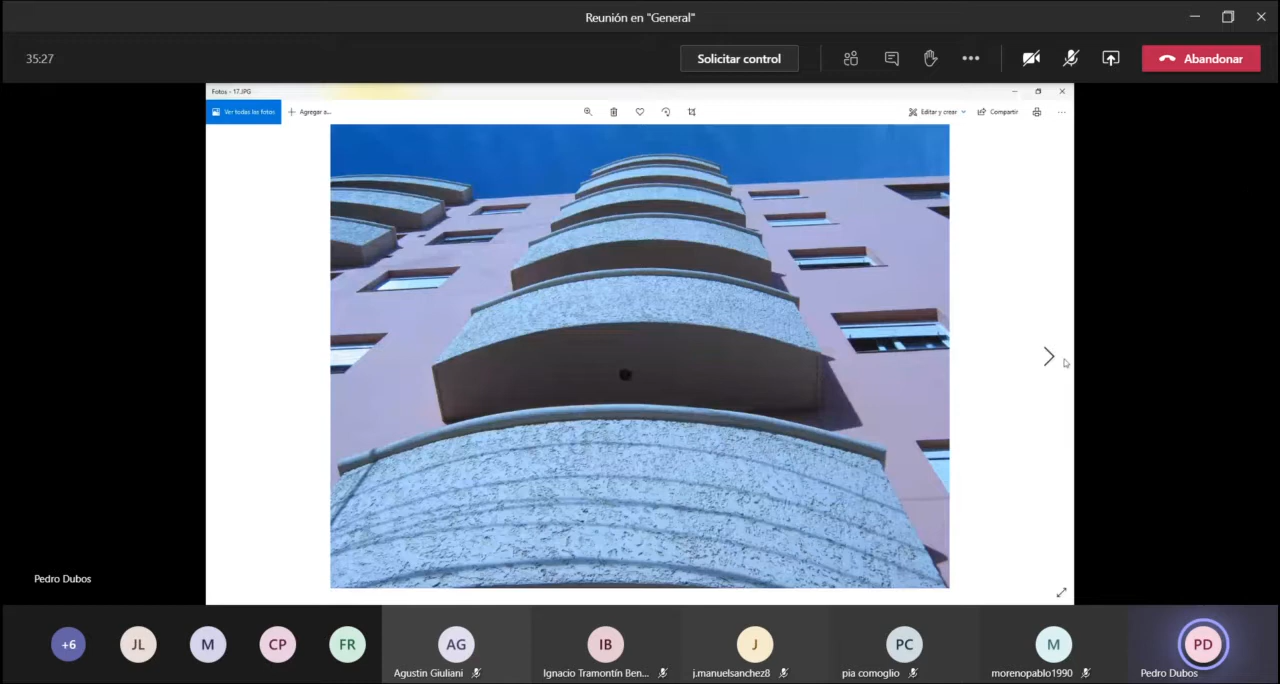 Reunión en "General"
35:27
Solicitar control
Abandonar
Fotos - 17.JPG
Ver todas las fotos
Agregar a...
Editar y crear
Compartir
Pedro Dubos
+6
JL
M
CP
FR
AG
IB
J
PC
M
PD
Agustin Giuliani
Ignacio Tramontín Ben...
j.manuelsanchez8
pia comoglio
morenopablo1990
Pedro Dubos